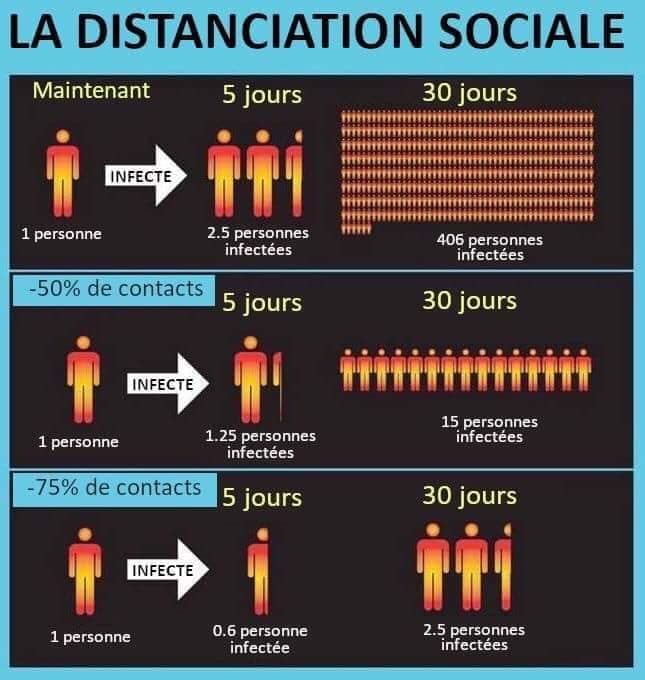 LA DISTANCIATION SOCIALE
Maintenant
5 jours
30 jours
INFECTE
1 personne
2.5 personnes
infectées
406 personnes
infectées
-50% de contacts
5 jours
30 jours
INFECTE
1 personne
1.25 personnes
infectées
15 personnes
infectées
-75% de contacts
5 jours
30 jours
INFECTE
1 personne
0.6 personne
infectée
2.5 personnes
infectées